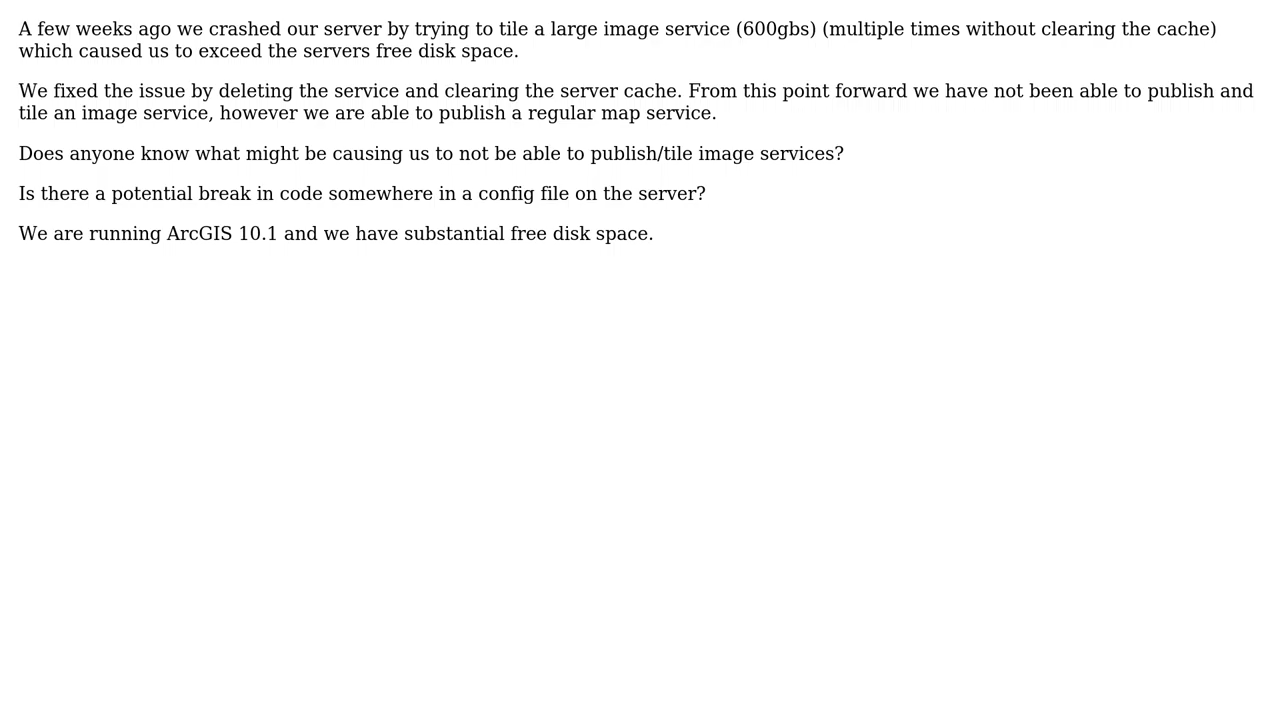 A few weeks ago we crashed our server by trying to tile a large image service (600gbs) (multiple times without clearing the cache)
which caused us to exceed the servers free disk space.
We fixed the issue by deleting the service and clearing the server cache. From this point forward we have not been able to publish and
tile an image service, however we are able to publish a regular map service.
Does anyone know what might be causing us to not be able to publish/tile image services?
Is there a potential break in code somewhere in a config file on the server?
We are running ArcGIS 10.1 and we have substantial free disk space.